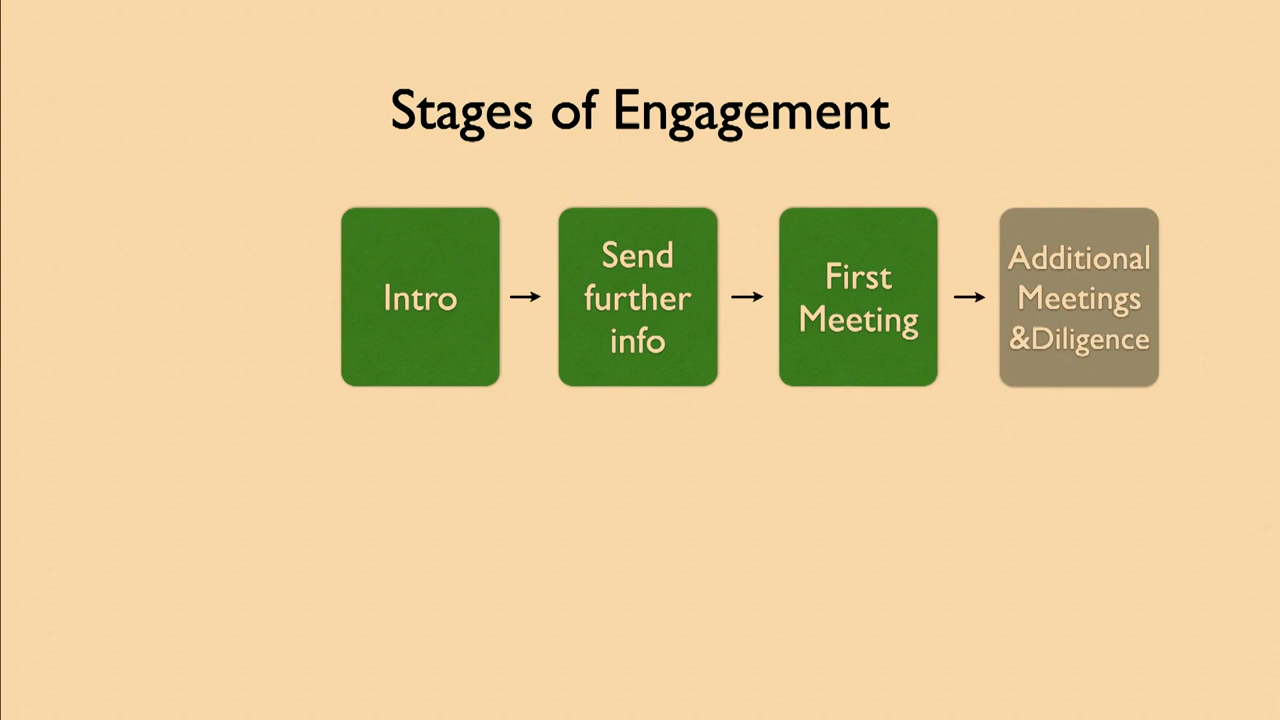 Stages of Engagement
Intro
Send
further
info
First
Meeting
Additional
Meetings
&Diligence